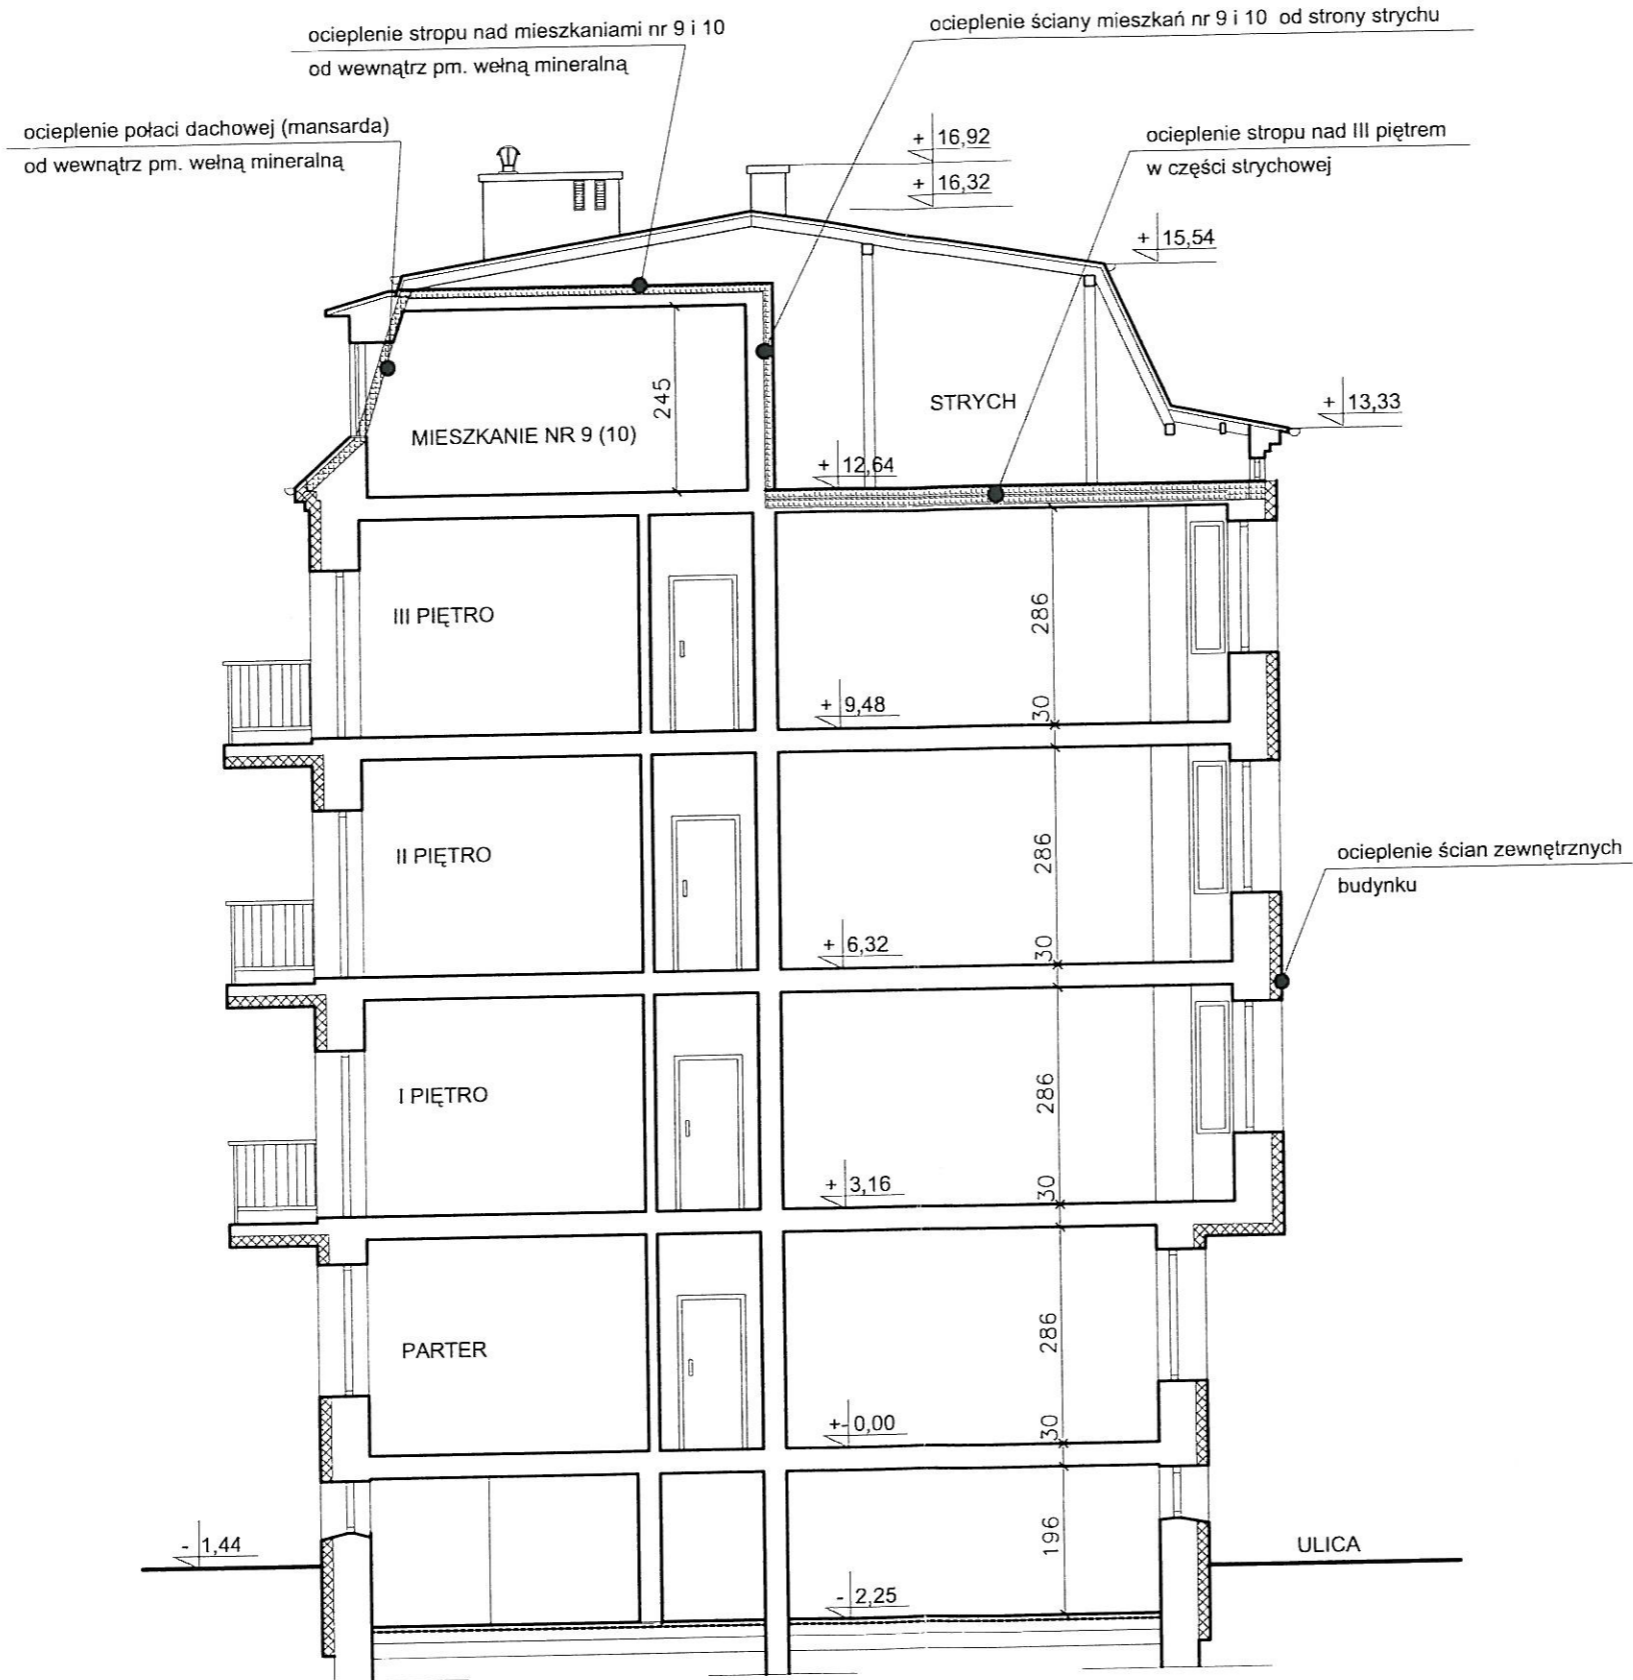 ocieplenie stropu nad mieszkaniami nr 9 i 10
od wewnątrz pm. wełną mineralną
ocieplenie ściany mieszkań nr 9 i 10 od strony strychu
ocieplenie połaci dachowej (mansarda)
od wewnątrz pm. wełną mineralną
+ 16,92
+ 16,32
ocieplenie stropu nad III piętrem
w części strychowej
+ 15,54
245
STRYCH
+ 13,33
MIESZKANIE NR 9 (10)
+ 12,64
III PIĘTRO
286
+ 9,48
30
II PIĘTRO
286
ocieplenie ścian zewnętrznych
budynku
+ 6,32
30
I PIĘTRO
286
+ 3,16
30
PARTER
286
+- 0,00
30
- 1,44
196
ULICA
- 2,25